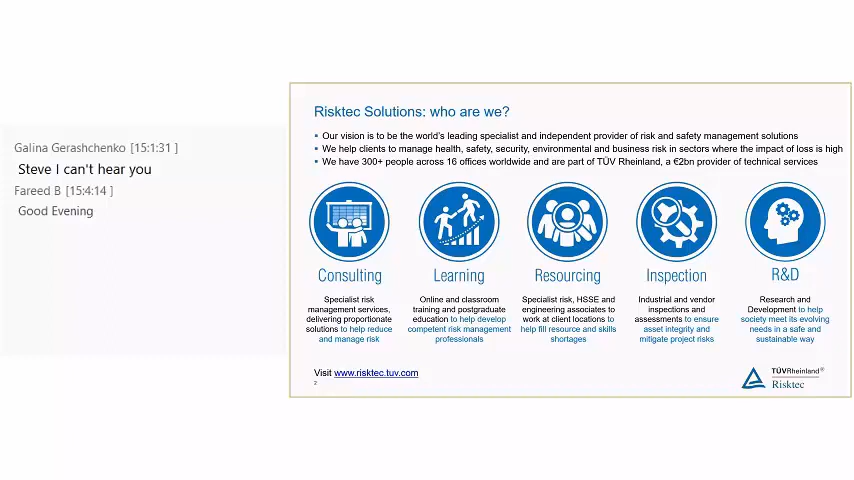 Galina Gerashchenko [15:1:31 ]
Steve I can't hear you
Fareed B [15:4:14 ]
Good Evening
Risktec Solutions: who are we?
▪ Our vision is to be the world's leading specialist and independent provider of risk and safety management solutions
▪ We help clients to manage health, safety, security, environmental and business risk in sectors where the impact of loss is high
▪ We have 300+ people across 16 offices worldwide and are part of TÜV Rheinland, a €2bn provider of technical services
Consulting
Specialist risk
management services,
delivering proportionate
solutions to help reduce
and manage risk
Learning
Online and classroom
training and postgraduate
education to help develop
competent risk management
professionals
Resourcing
Specialist risk, HSSE and
engineering associates to
work at client locations to
help fill resource and skills
shortages
Inspection
Industrial and vendor
inspections and
assessments to ensure
asset integrity and
mitigate project risks
R&D
Research and
Development to help
society meet its evolving
needs in a safe and
sustainable way
Visit www.risktec.tuv.com
2
TÜVRheinland®
Risktec